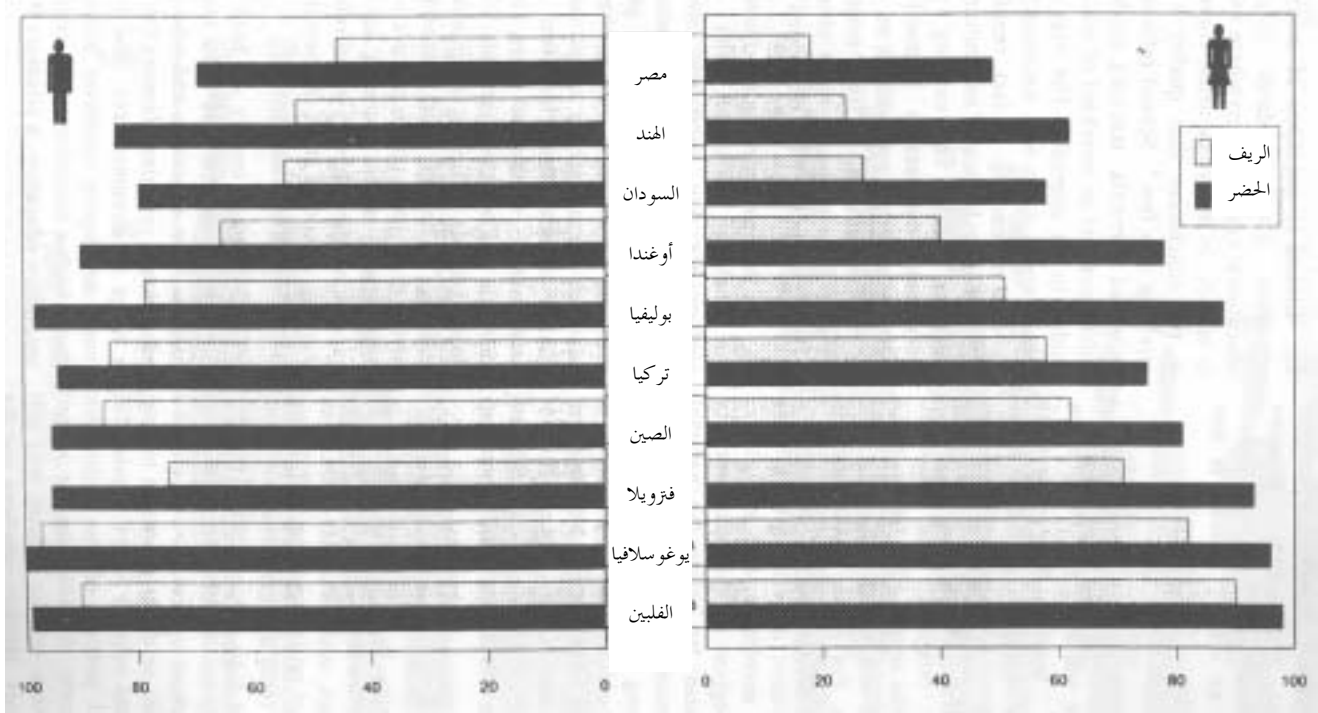 مصر
الهند
السودان
أوغندا
بوليفيا
تركيا
الصين
فنزويلا
يوغوسلافيا
الفلبين
الريف
الحضر
100 80 60 40 20 0
0 20 40 60 80 100